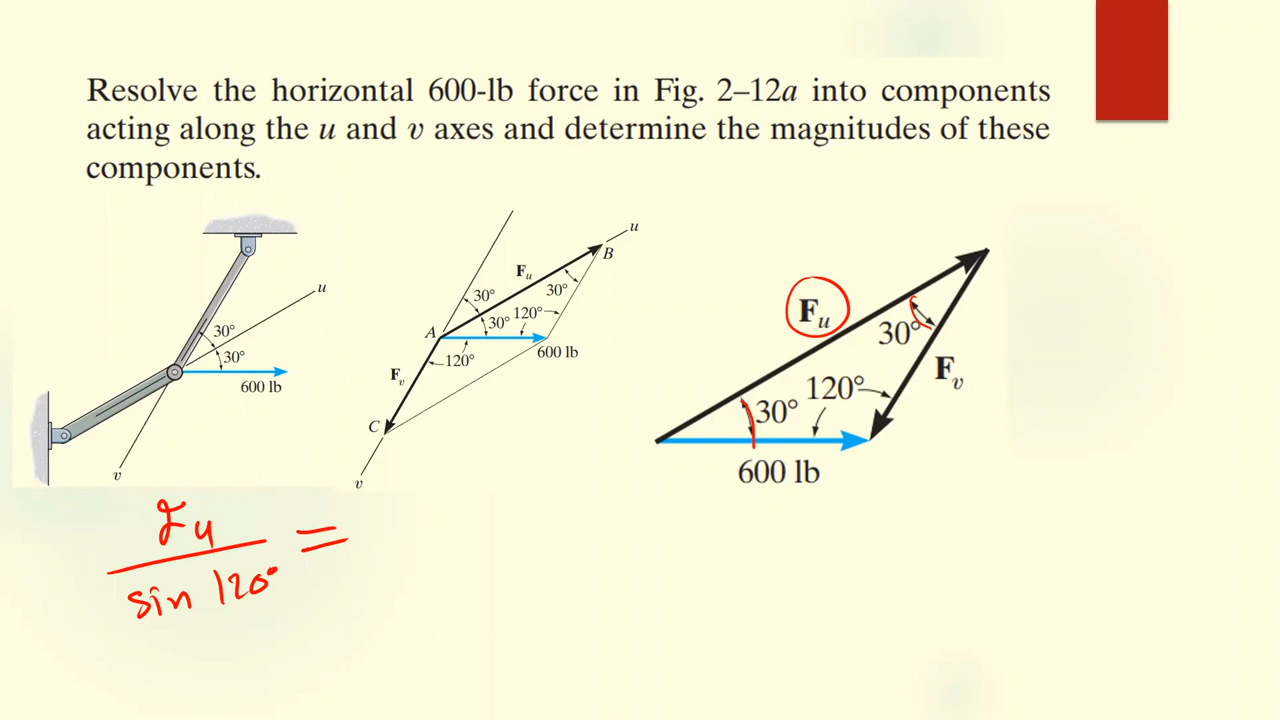 Resolve the horizontal 600-lb force in Fig. 2–12a into components
acting along the u and v axes and determine the magnitudes of these
components.
u
30°
30°
600 lb
v
u
B
F_u
30°
30°
30°
120°
A
120°
600 lb
F_v
C
v
F_u
30°
F_v
120°
30°
600 lb
F_u
sin 120° =